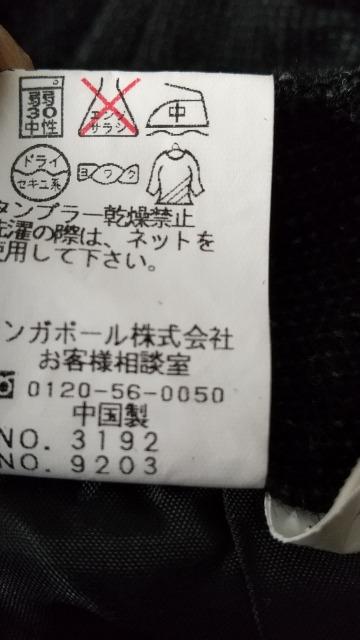 弱
30
中性
エンソ
サラシ
中
ドライ
セキユ系
ヨワク
タンブラー乾燥禁止
洗濯の際は、ネットを
使用して下さい。
ンガポール株式会社
お客様相談室
0120-56-0050
中国製
NO. 3192
NO. 9203